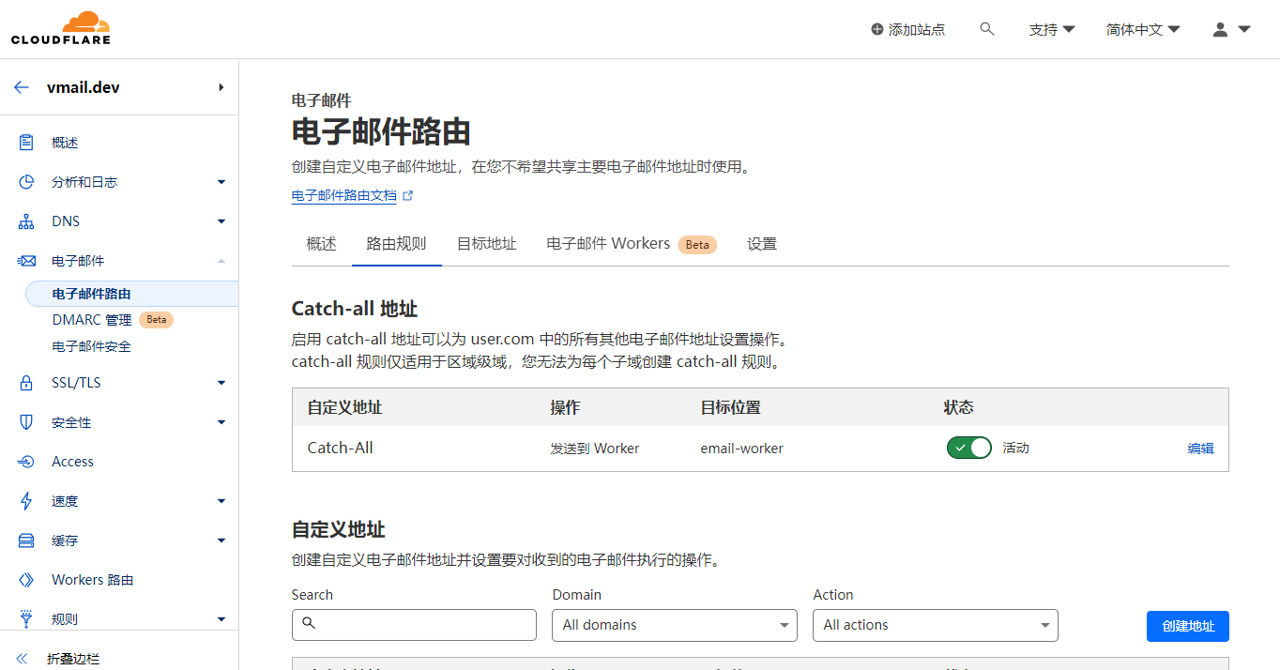 CLOUDFLARE
添加站点
支持
简体中文
vmail.dev
概述
分析和日志
DNS
电子邮件
电子邮件路由
DMARC 管理 Beta
电子邮件安全
SSL/TLS
安全性
Access
速度
缓存
Workers 路由
规则
折叠边栏
电子邮件
电子邮件路由
创建自定义电子邮件地址，在您不希望共享主要电子邮件地址时使用。
电子邮件路由文档
概述 路由规则 目标地址 电子邮件 Workers Beta 设置
Catch-all 地址
启用 catch-all 地址可以为 user.com 中的所有其他电子邮件地址设置操作。
catch-all 规则仅适用于区域级域，您无法为每个子域创建 catch-all 规则。
自定义地址 操作 目标位置 状态
Catch-All 发送到 Worker email-worker 活动 编辑
自定义地址
创建自定义电子邮件地址并设置要对收到的电子邮件执行的操作。
Search Domain Action
All domains All actions 创建地址